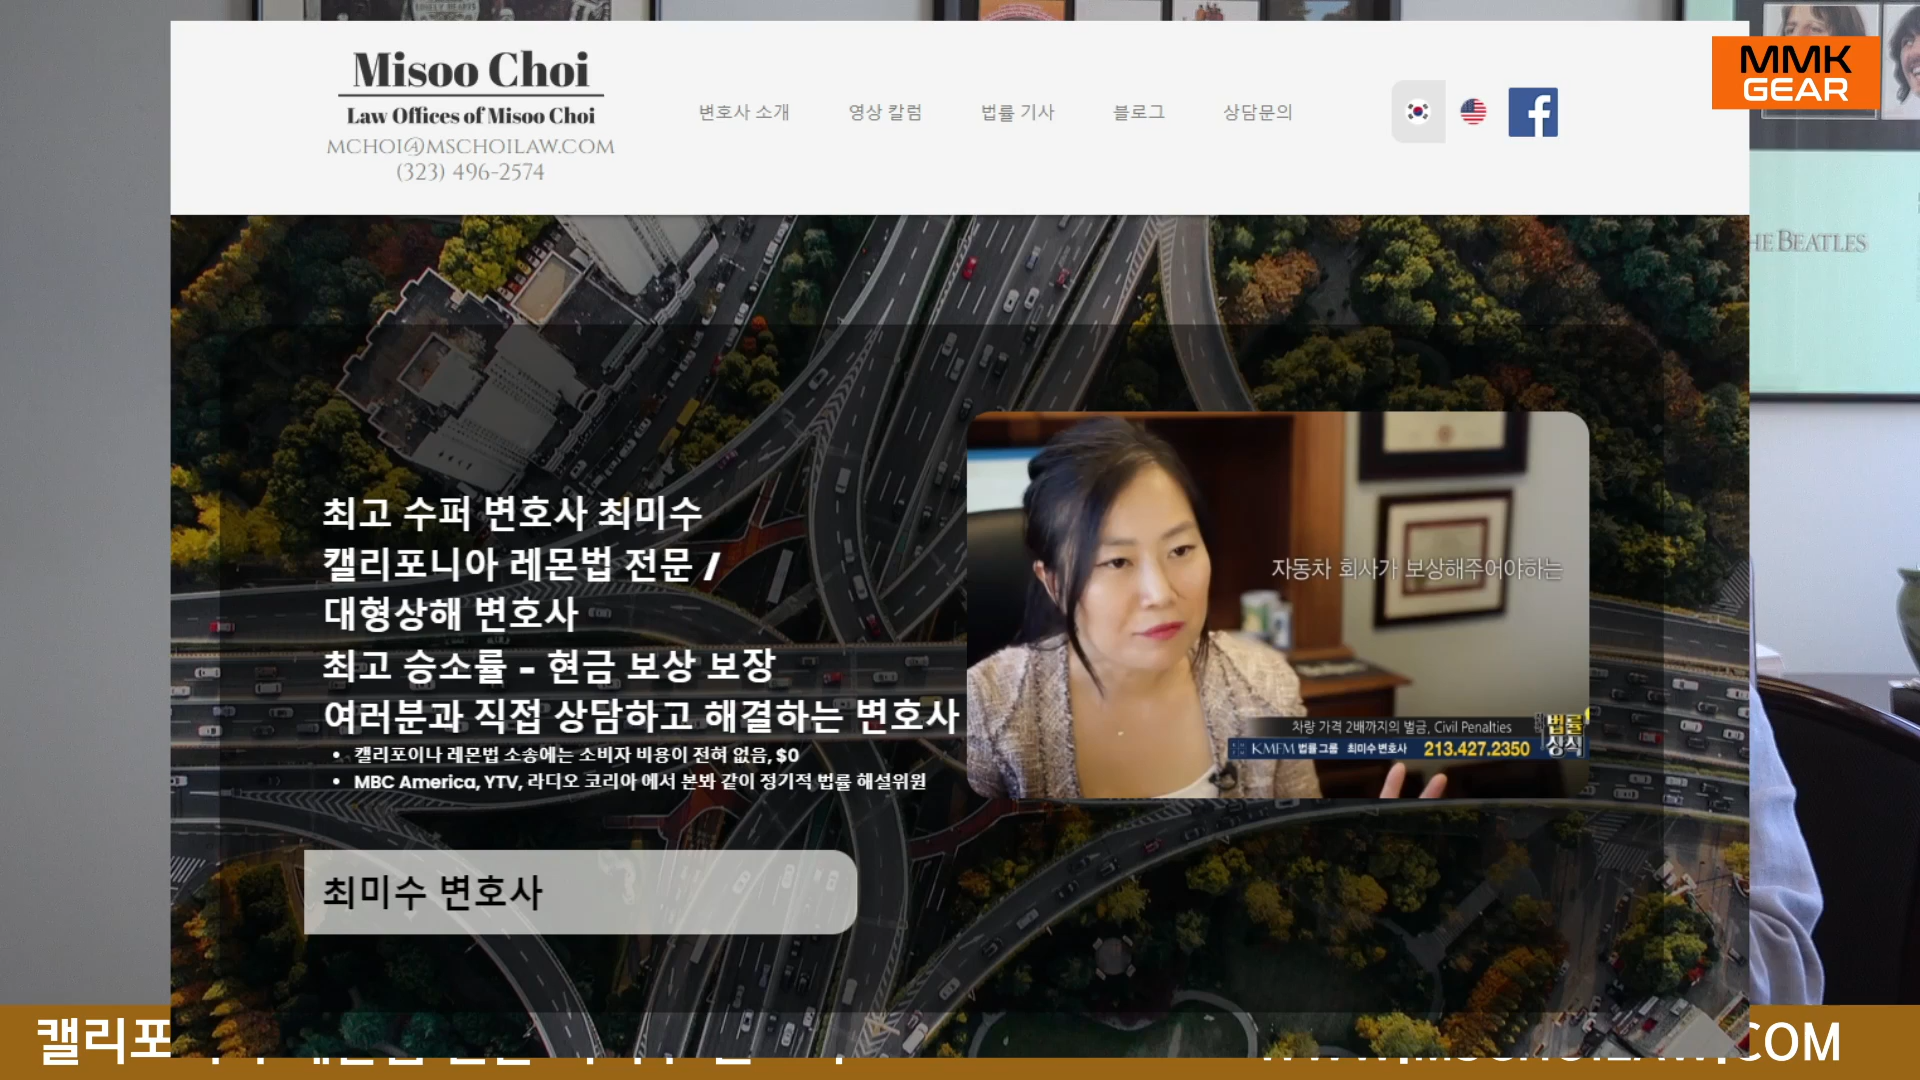 Misoo Choi
Law Offices of Misoo Choi
MCHOI@MSCHOILAW.COM
(323) 496-2574
변호사 소개
영상 칼럼
법률 기사
블로그
상담문의
MMK
GEAR
HE BEATLES
최고 수퍼 변호사 최미수
캘리포니아 레몬법 전문 /
대형상해 변호사
최고 승소률 - 현금 보상 보장
여러분과 직접 상담하고 해결하는 변호사
• 캘리포이나 레몬법 소송에는 소비자 비용이 전혀 없음, $0
• MBC America, YTV, 라디오 코리아 에서 본봐 같이 정기적 법률 해설위원
자동차 회사가 보상해주어야하는
차량 가격 2배까지의 벌금, Civil Penalties
KMFM 법률그룹 최미수 변호사 213.427.2350
법률
상식
최미수 변호사
캘리포
.COM